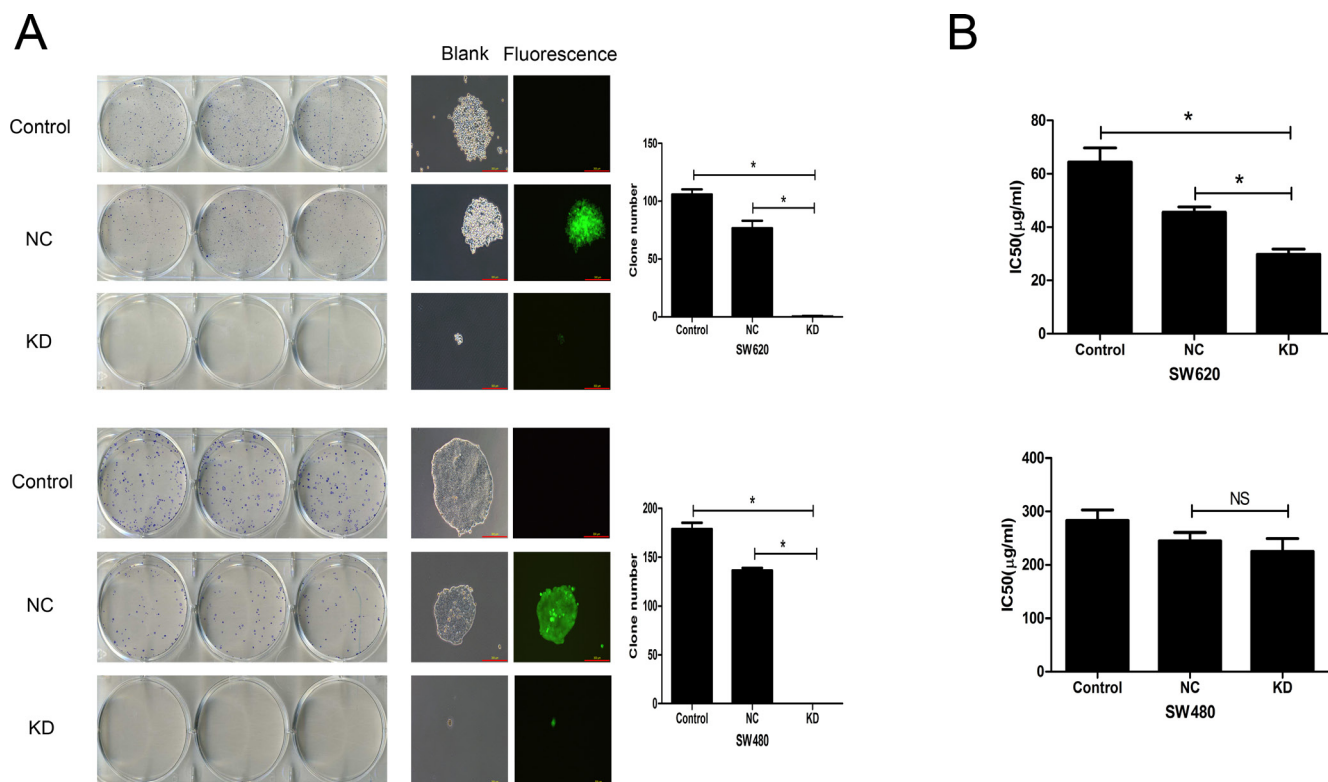 A
B
Blank Fluorescence
Control
NC
KD
Clone number
150
100
50
0
Control NC KD
SW620
*
*
IC50(μg/ml)
80
60
40
20
0
Control NC KD
SW620
*
*
Control
NC
KD
Clone number
200
150
100
50
0
Control NC KD
SW480
*
*
IC50(μg/ml)
400
300
200
100
0
Control NC KD
SW480
NS